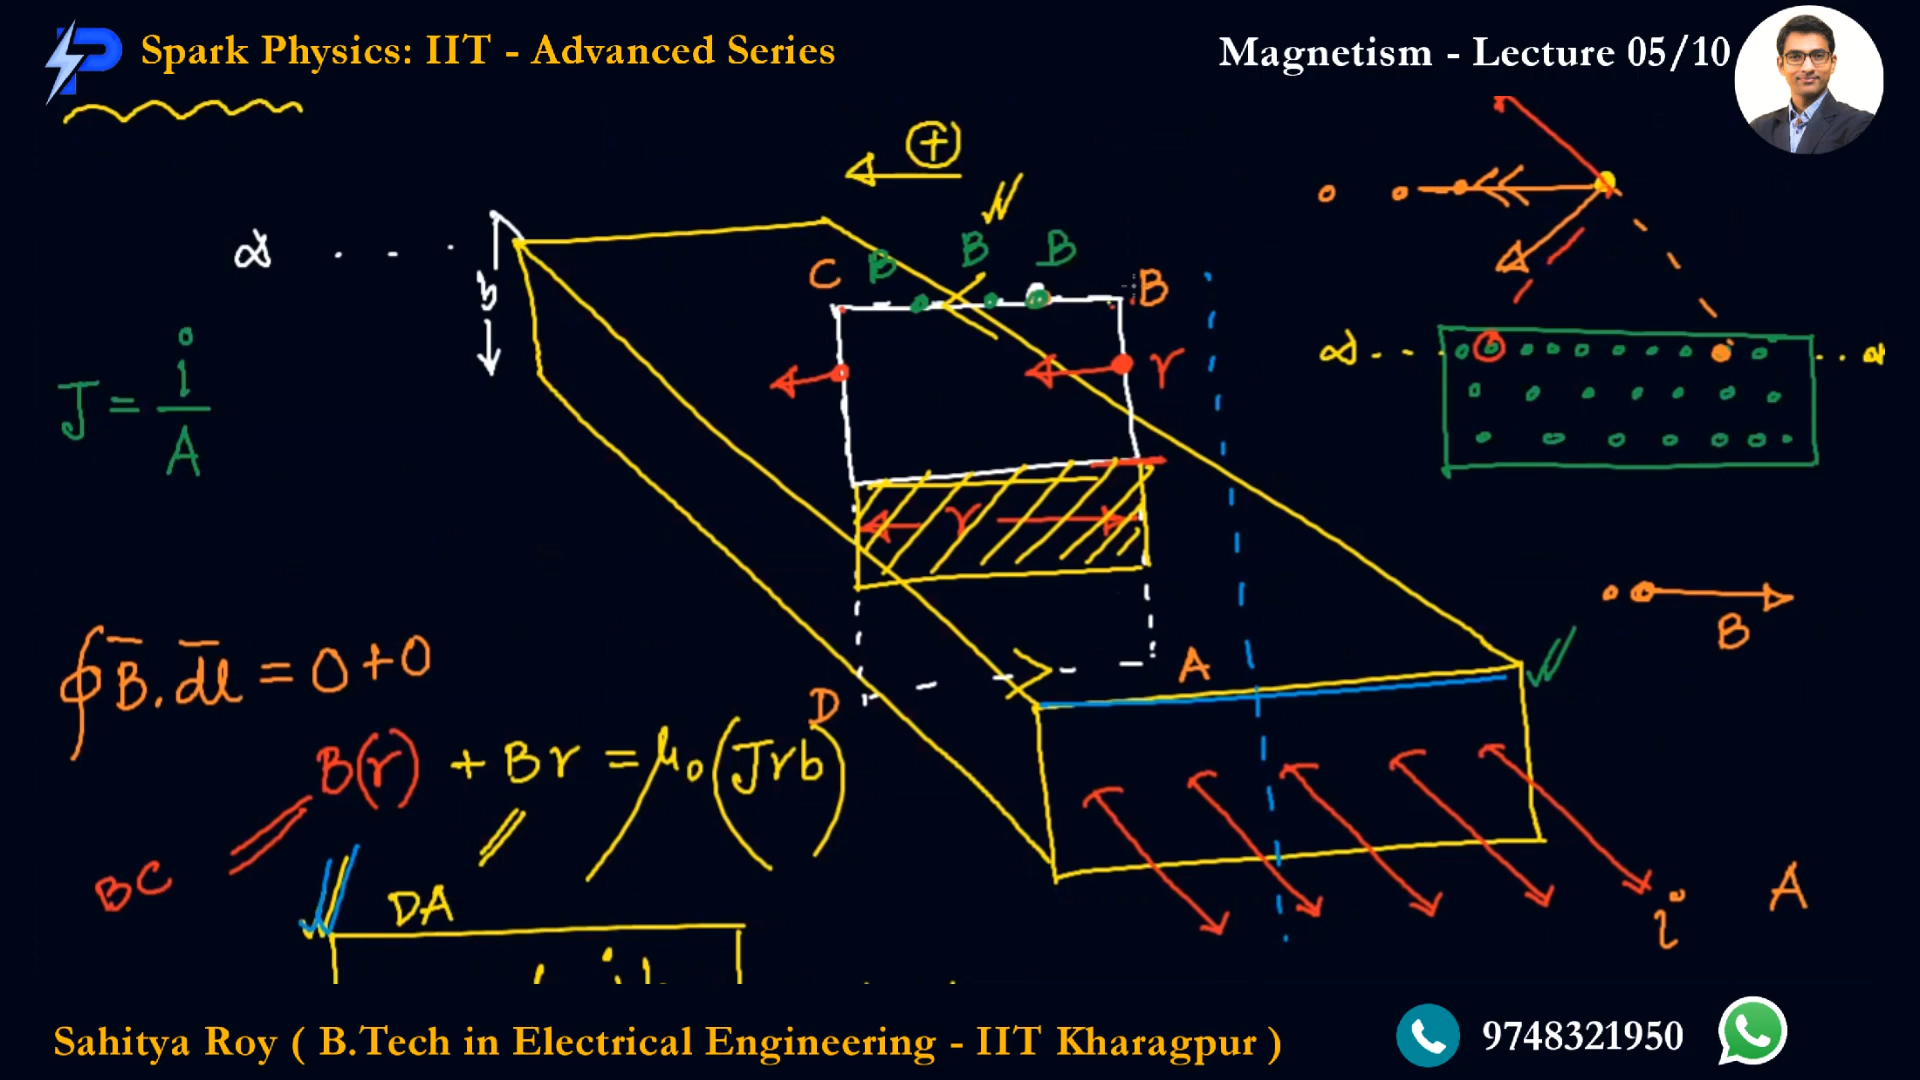 Spark Physics: IIT - Advanced Series
Magnetism - Lecture 05/10
+
α
b
C B B B B
r
α α
J = i / A
r
B
A
D
∮B̄.d̄l = 0+0
B(r) + Br = μ₀(Jrb)
BC
DA
i
A
Sahitya Roy ( B.Tech in Electrical Engineering - IIT Kharagpur )
9748321950